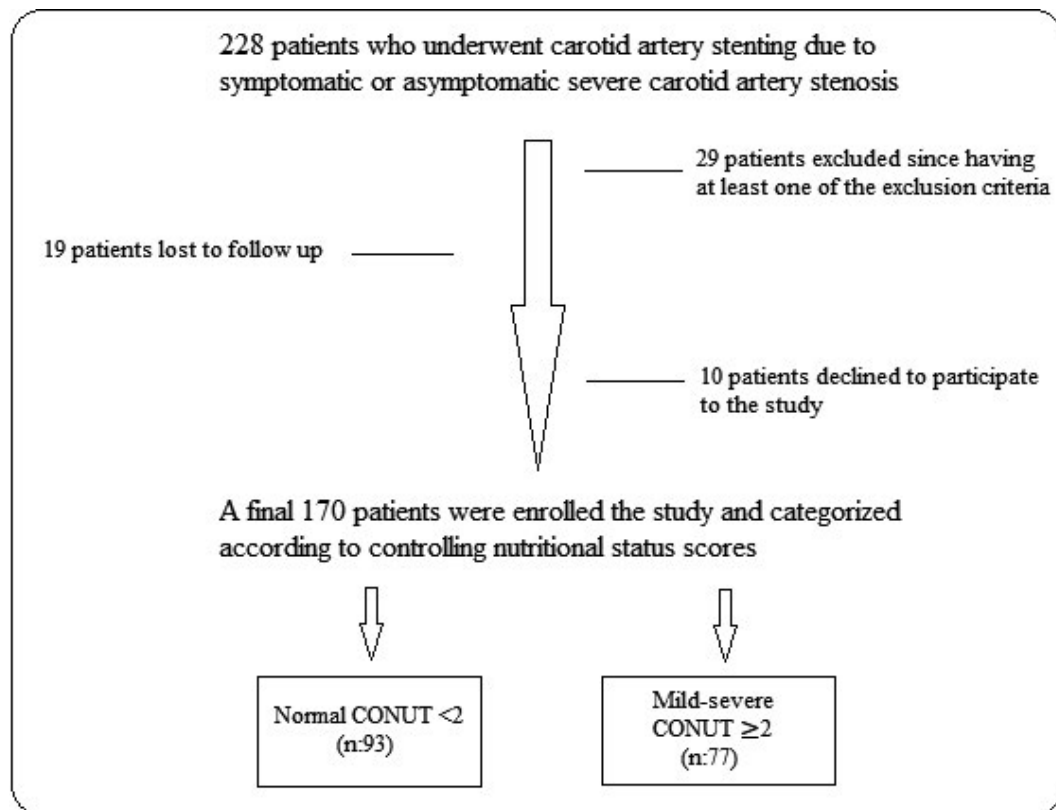 228 patients who underwent carotid artery stenting due to
symptomatic or asymptomatic severe carotid artery stenosis
29 patients excluded since having
at least one of the exclusion criteria
19 patients lost to follow up
10 patients declined to participate
to the study
A final 170 patients were enrolled the study and categorized
according to controlling nutritional status scores
Normal CONUT <2
(n:93)
Mild-severe
CONUT ≥2
(n:77)